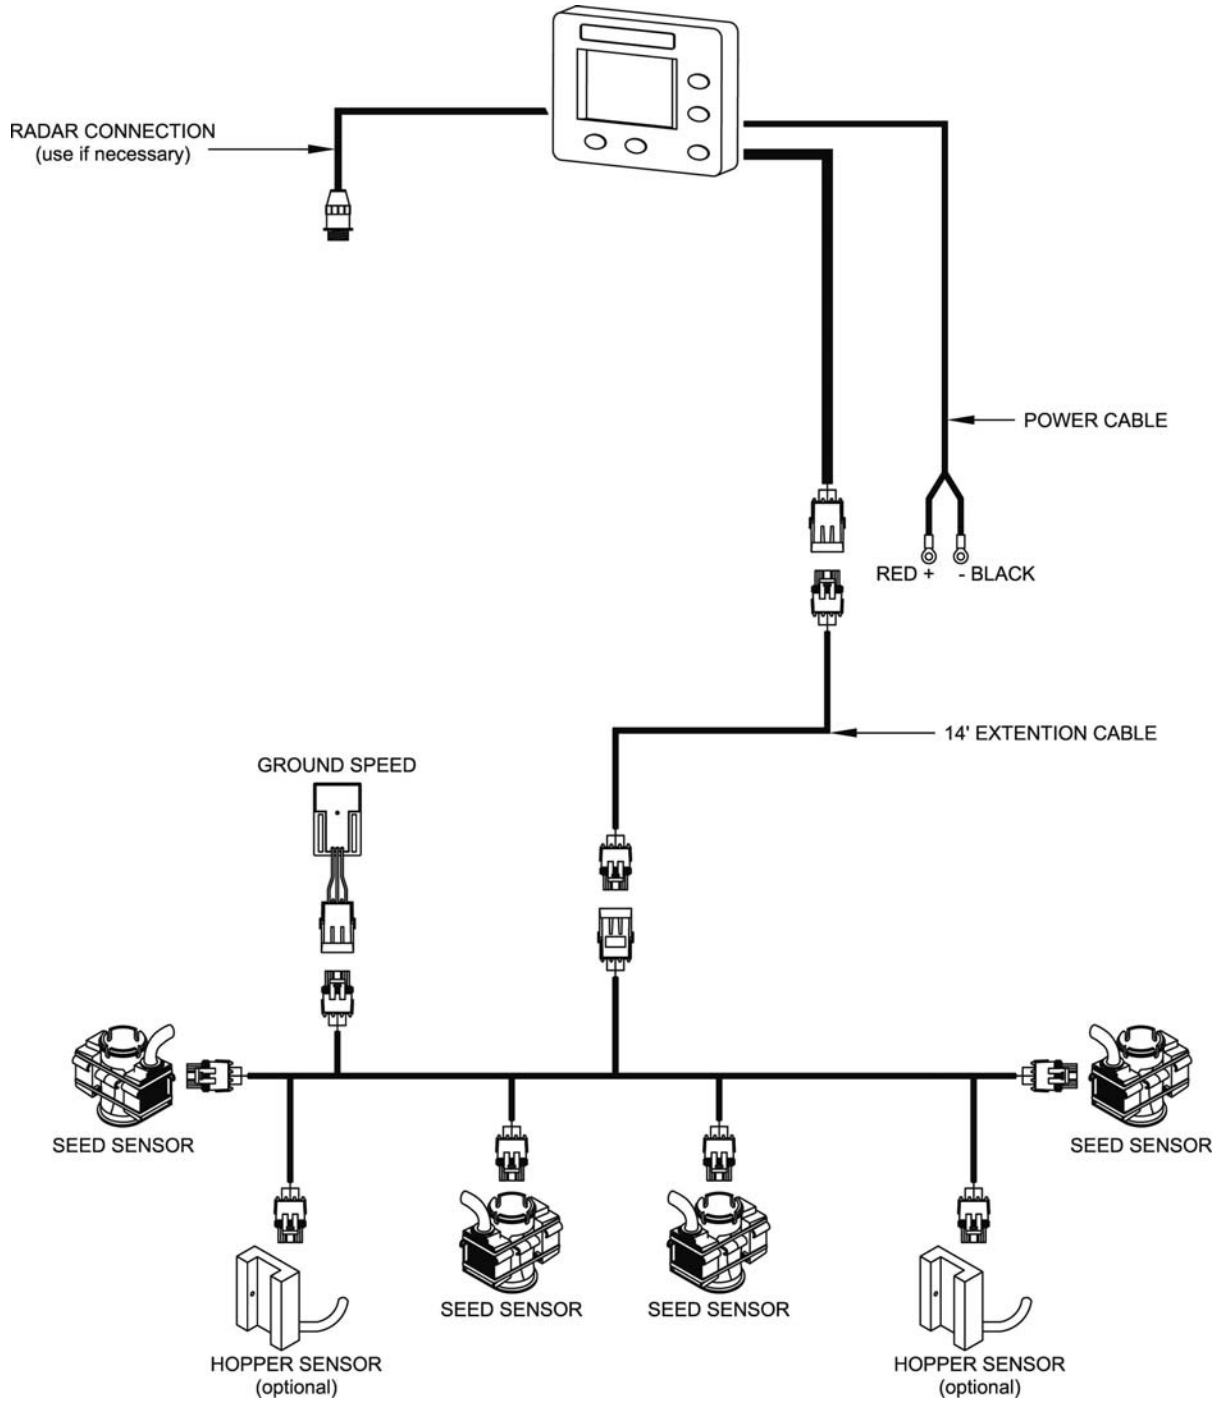 RADAR CONNECTION
(use if necessary)
POWER CABLE
RED +
- BLACK
14' EXTENTION CABLE
GROUND SPEED
SEED SENSOR
SEED SENSOR
SEED SENSOR
SEED SENSOR
HOPPER SENSOR
(optional)
HOPPER SENSOR
(optional)